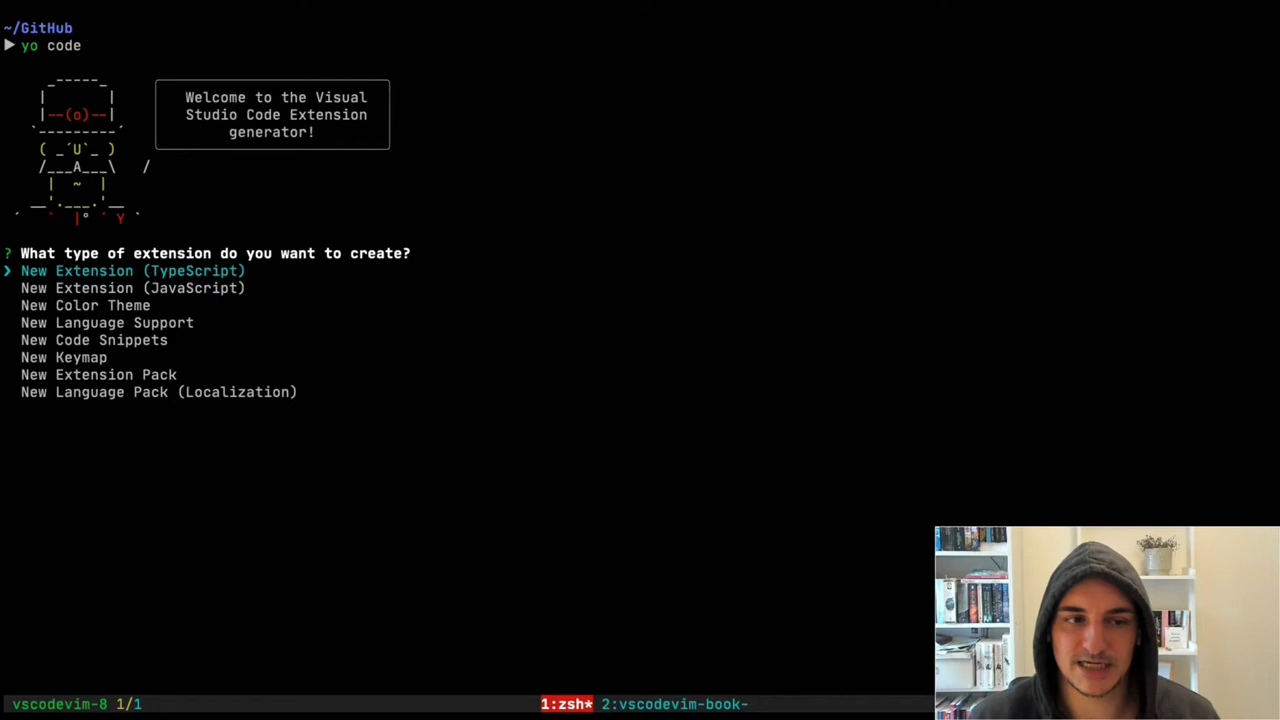 ~/GitHub
▶ yo code
Welcome to the Visual
Studio Code Extension
generator!
? What type of extension do you want to create?
❯ New Extension (TypeScript)
New Extension (JavaScript)
New Color Theme
New Language Support
New Code Snippets
New Keymap
New Extension Pack
New Language Pack (Localization)
vscodevim-8 1/1
1:zsh* 2:vscodevim-book-